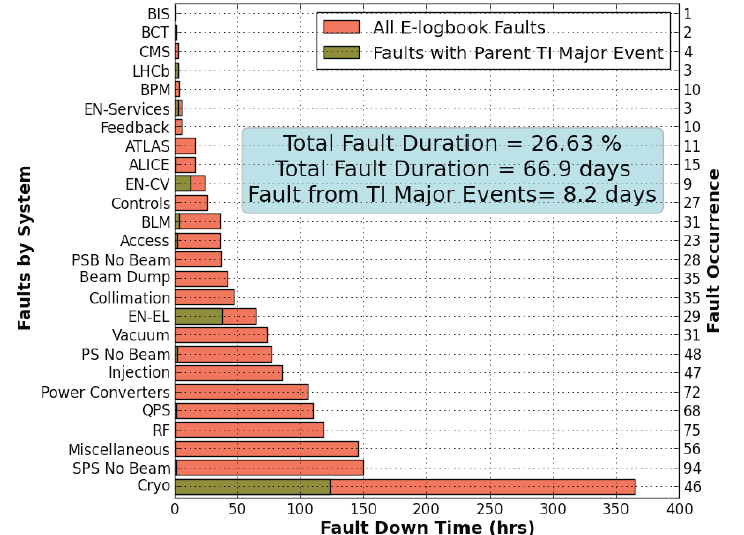 All E-logbook Faults
Faults with Parent TI Major Event
Total Fault Duration = 26.63 %
Total Fault Duration = 66.9 days
Fault from TI Major Events= 8.2 days
Faults by System
Fault Occurrence
BIS 1
BCT 2
CMS 4
LHCb 3
BPM 10
EN-Services 3
Feedback 10
ATLAS 11
ALICE 15
EN-CV 9
Controls 27
BLM 31
Access 23
PSB No Beam 28
Beam Dump 35
Collimation 35
EN-EL 29
Vacuum 31
PS No Beam 48
Injection 47
Power Converters 72
QPS 68
RF 75
Miscellaneous 56
SPS No Beam 94
Cryo 46
0 50 100 150 200 250 300 350 400
Fault Down Time (hrs)